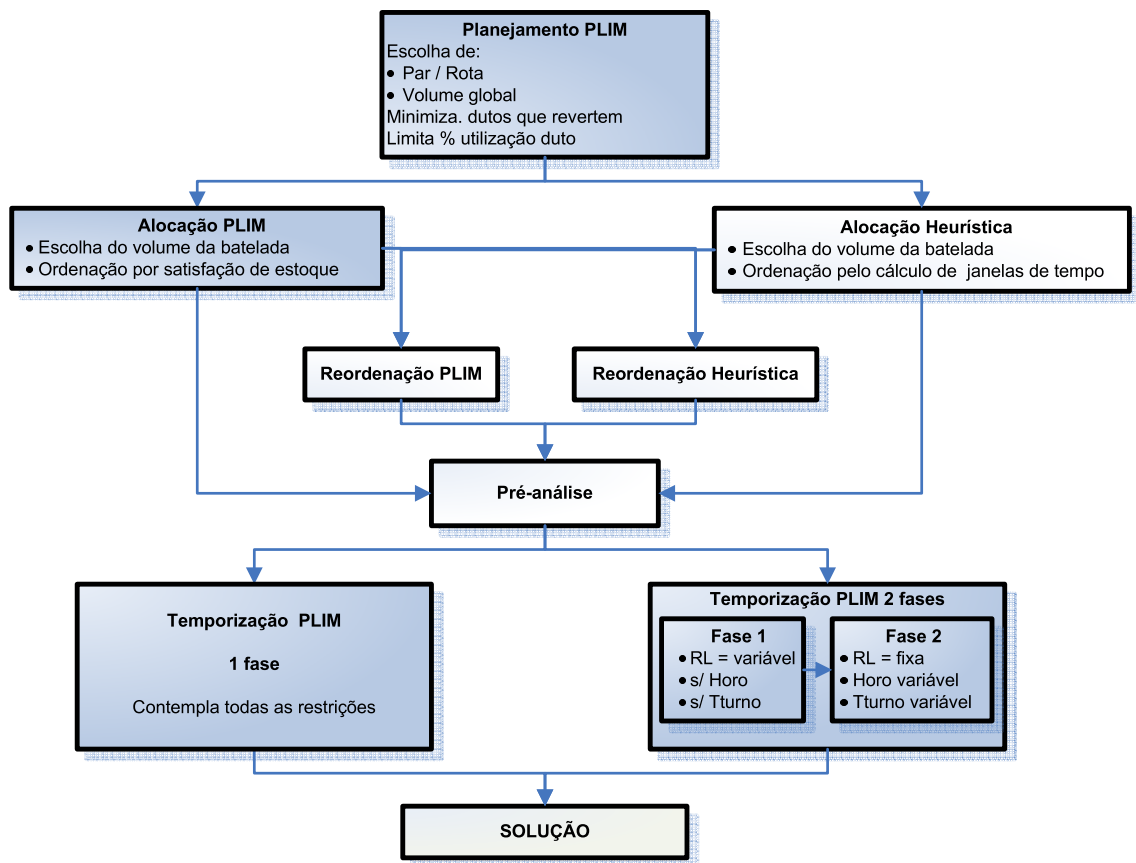 Planejamento PLIM
Escolha de:
• Par / Rota
• Volume global
Minimiza. dutos que revertem
Limita % utilização duto
Alocação PLIM
• Escolha do volume da batelada
• Ordenação por satisfação de estoque
Alocação Heurística
• Escolha do volume da batelada
• Ordenação pelo cálculo de janelas de tempo
Reordenação PLIM
Reordenação Heurística
Pré-análise
Temporização PLIM
1 fase
Contempla todas as restrições
Temporização PLIM 2 fases
Fase 1
• RL = variável
• s/ Horo
• s/ Tturno
Fase 2
• RL = fixa
• Horo variável
• Tturno variável
SOLUÇÃO